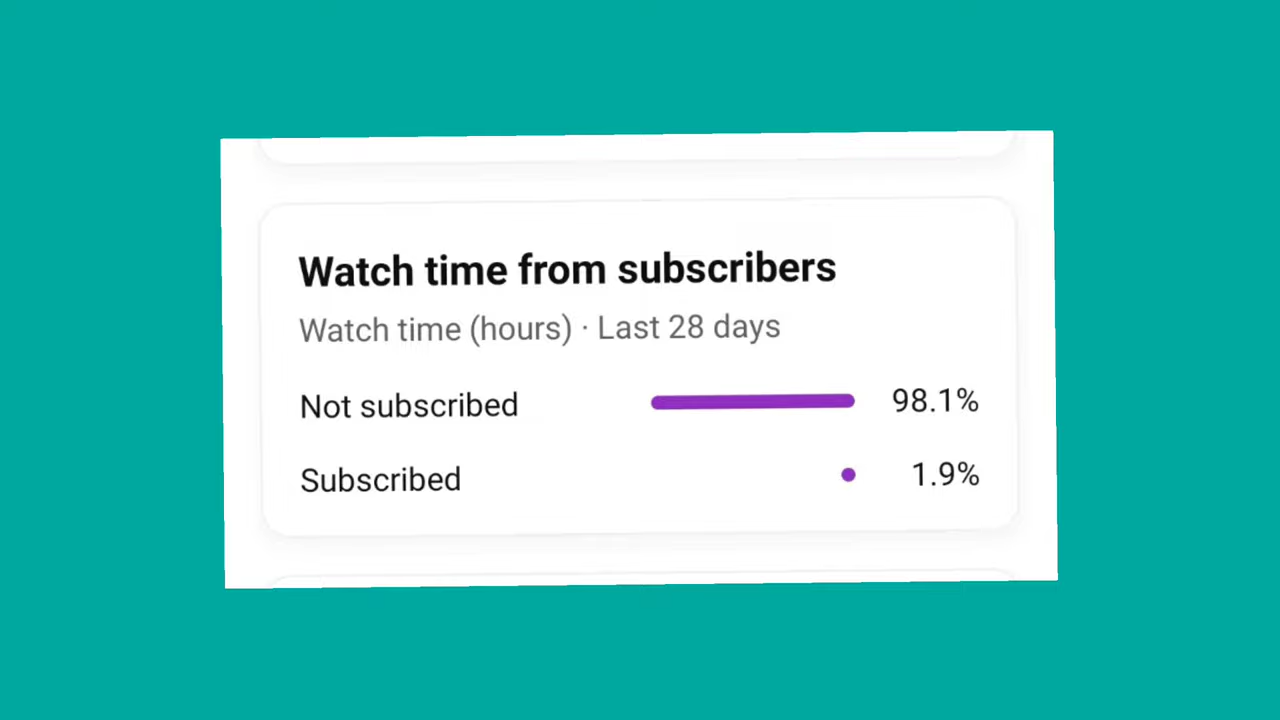 Watch time from subscribers
Watch time (hours) · Last 28 days
Not subscribed 98.1%
Subscribed 1.9%